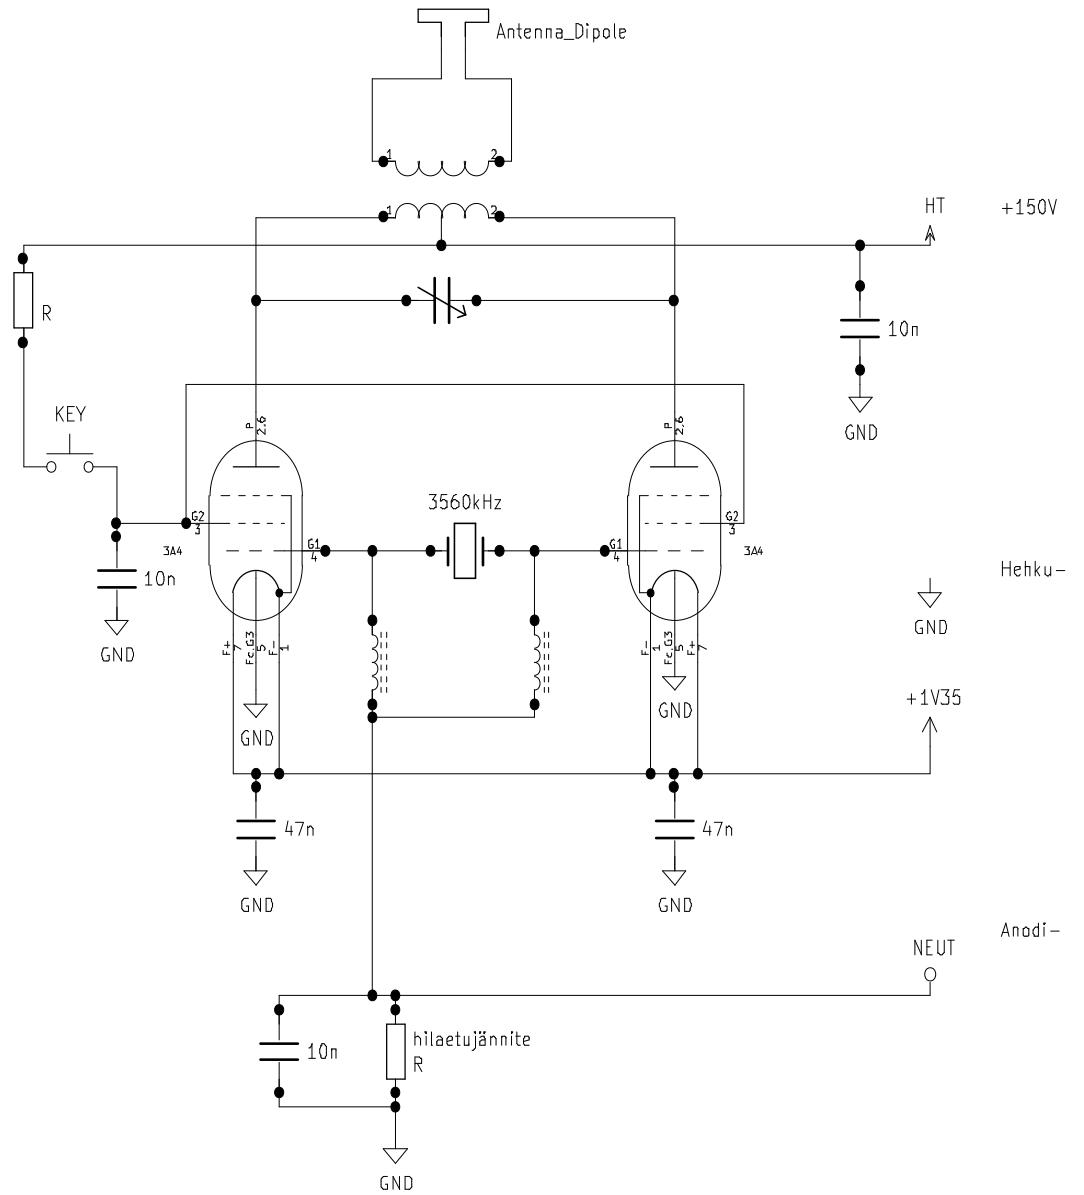 Antenna_Dipole
1
2
1
2
HT
+150V
R
10n
GND
KEY
P
2,6
P
2,6
3560kHz
G2
3
G1
4
G1
4
G2
3
3A4
3A4
10n
GND
Hehku-
GND
F+
7
Fc,G3
5
F-
1
F-
1
Fc,G3
5
F+
7
+1V35
GND
GND
47n
47n
GND
GND
Anodi-
NEUT
hilaetujännite
10n
R
GND